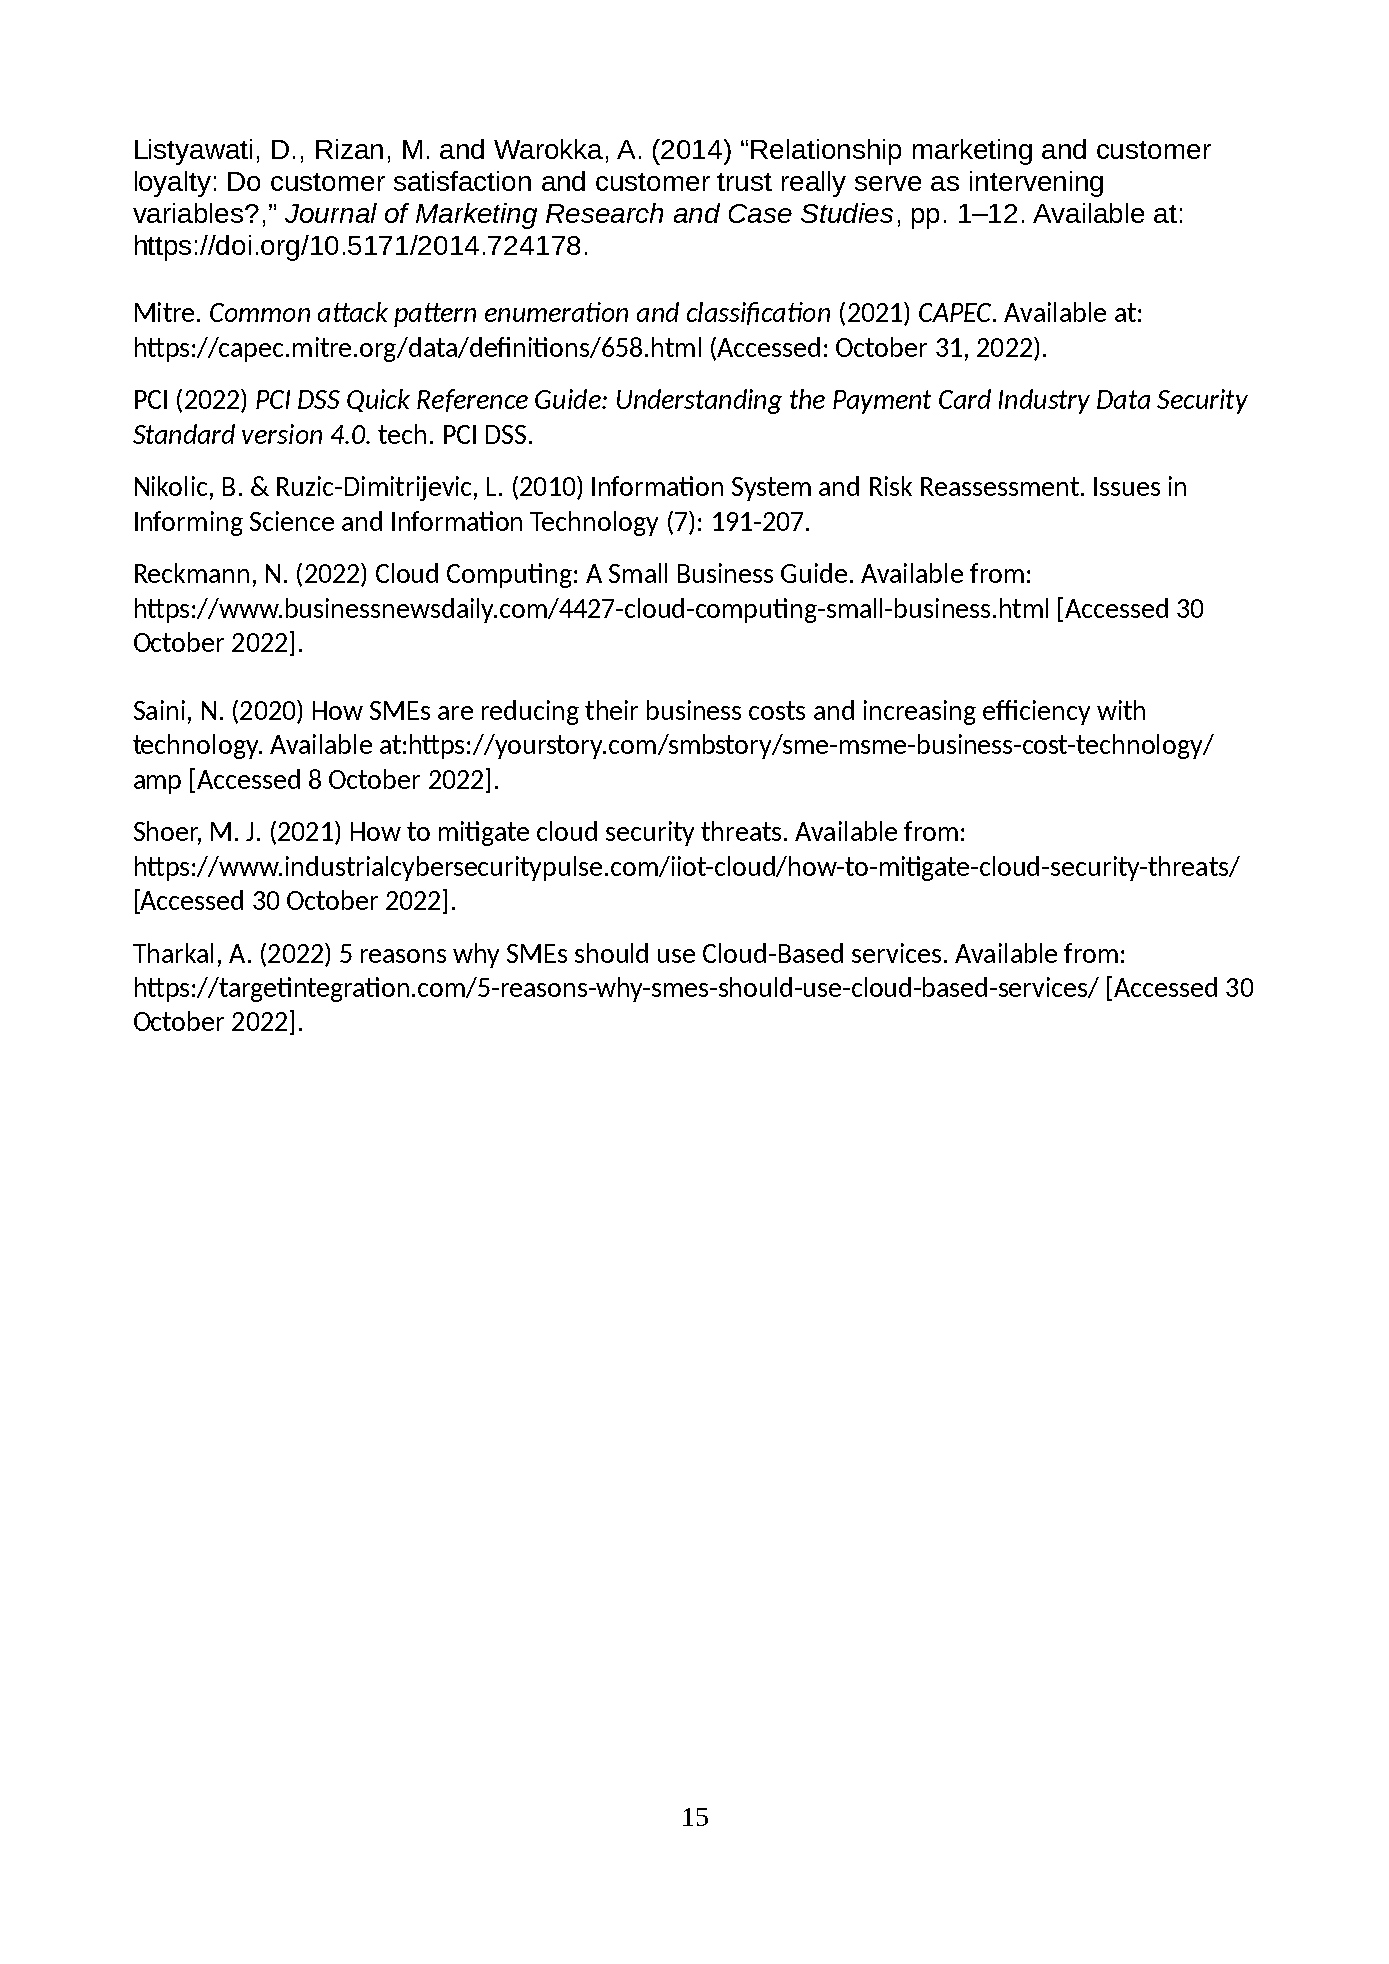 Listyawati, D., Rizan, M. and Warokka, A. (2014) “Relationship marketing and customer
loyalty: Do customer satisfaction and customer trust really serve as intervening
variables?,” Journal of Marketing Research and Case Studies, pp. 1–12. Available at:
https://doi.org/10.5171/2014.724178.
Mitre. Common attack pattern enumeration and classification (2021) CAPEC. Available at:
https://capec.mitre.org/data/definitions/658.html (Accessed: October 31, 2022).
PCI (2022) PCI DSS Quick Reference Guide: Understanding the Payment Card Industry Data Security
Standard version 4.0. tech. PCI DSS.
Nikolic, B. & Ruzic-Dimitrijevic, L. (2010) Information System and Risk Reassessment. Issues in
Informing Science and Information Technology (7): 191-207.
Reckmann, N. (2022) Cloud Computing: A Small Business Guide. Available from:
https://www.businessnewsdaily.com/4427-cloud-computing-small-business.html [Accessed 30
October 2022].
Saini, N. (2020) How SMEs are reducing their business costs and increasing efficiency with
technology. Available at:https://yourstory.com/smbstory/sme-msme-business-cost-technology/
amp [Accessed 8 October 2022].
Shoer, M. J. (2021) How to mitigate cloud security threats. Available from:
https://www.industrialcybersecuritypulse.com/iiot-cloud/how-to-mitigate-cloud-security-threats/
[Accessed 30 October 2022].
Tharkal, A. (2022) 5 reasons why SMEs should use Cloud-Based services. Available from:
https://targetintegration.com/5-reasons-why-smes-should-use-cloud-based-services/ [Accessed 30
October 2022].
15